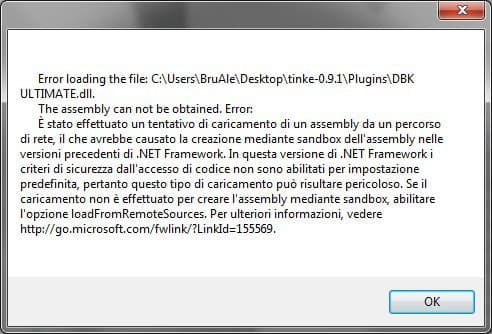 Error loading the file: C:\Users\BruAle\Desktop\tinke-0.9.1\Plugins\DBK
ULTIMATE.dll.
The assembly can not be obtained. Error:
È stato effettuato un tentativo di caricamento di un assembly da un percorso
di rete, il che avrebbe causato la creazione mediante sandbox dell'assembly nelle
versioni precedenti di .NET Framework. In questa versione di .NET Framework i
criteri di sicurezza dall'accesso di codice non sono abilitati per impostazione
predefinita, pertanto questo tipo di caricamento può risultare pericoloso. Se il
caricamento non è effettuato per creare l'assembly mediante sandbox, abilitare
l'opzione loadFromRemoteSources. Per ulteriori informazioni, vedere
http://go.microsoft.com/fwlink/?LinkId=155569.
OK